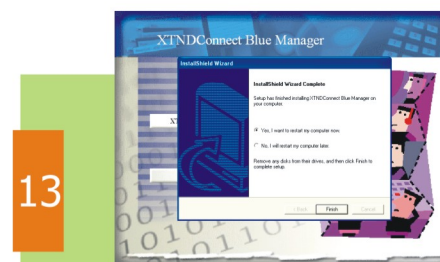 XTNDConnect Blue Manager
InstallShield Wizard
InstallShield Wizard Complete
Setup has finished installing XTNDConnect Blue Manager on
your computer.
Yes, I want to restart my computer now.
No, I will restart my computer later.
Remove any disks from their drives, and then click Finish to
complete setup.
< Back
Finish
Cancel
13